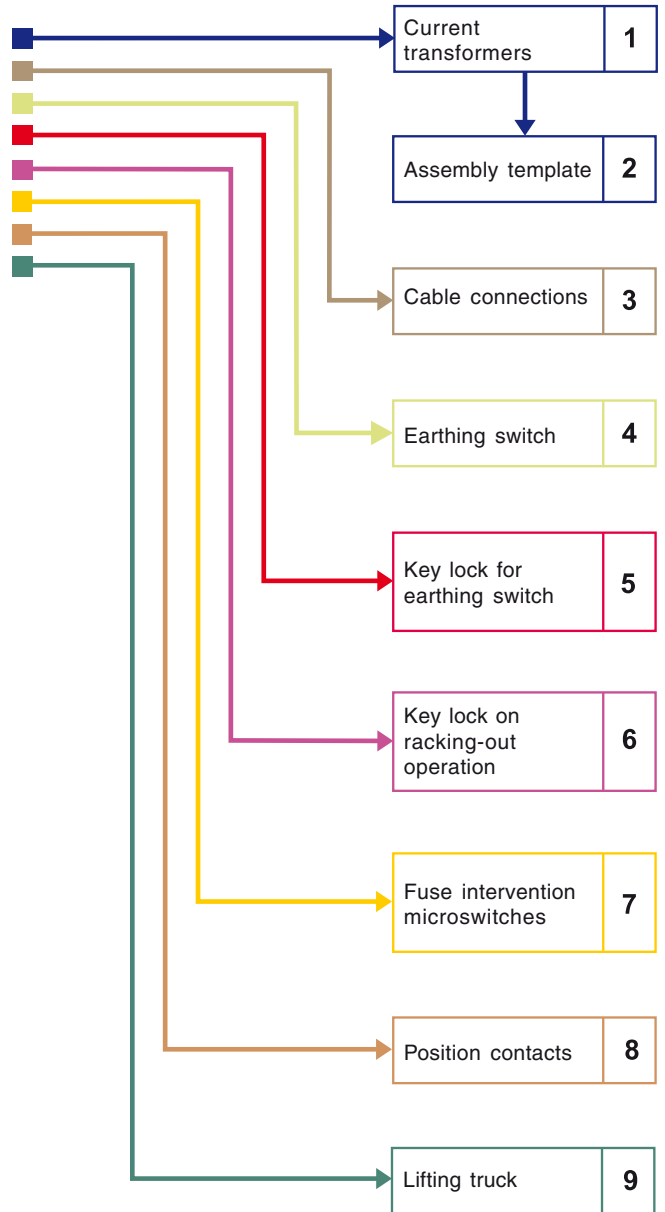 Current
transformers
1
Assembly template
2
Cable connections
3
Earthing switch
4
Key lock for
earthing switch
5
Key lock on
racking-out
operation
6
Fuse intervention
microswitches
7
Position contacts
8
Lifting truck
9